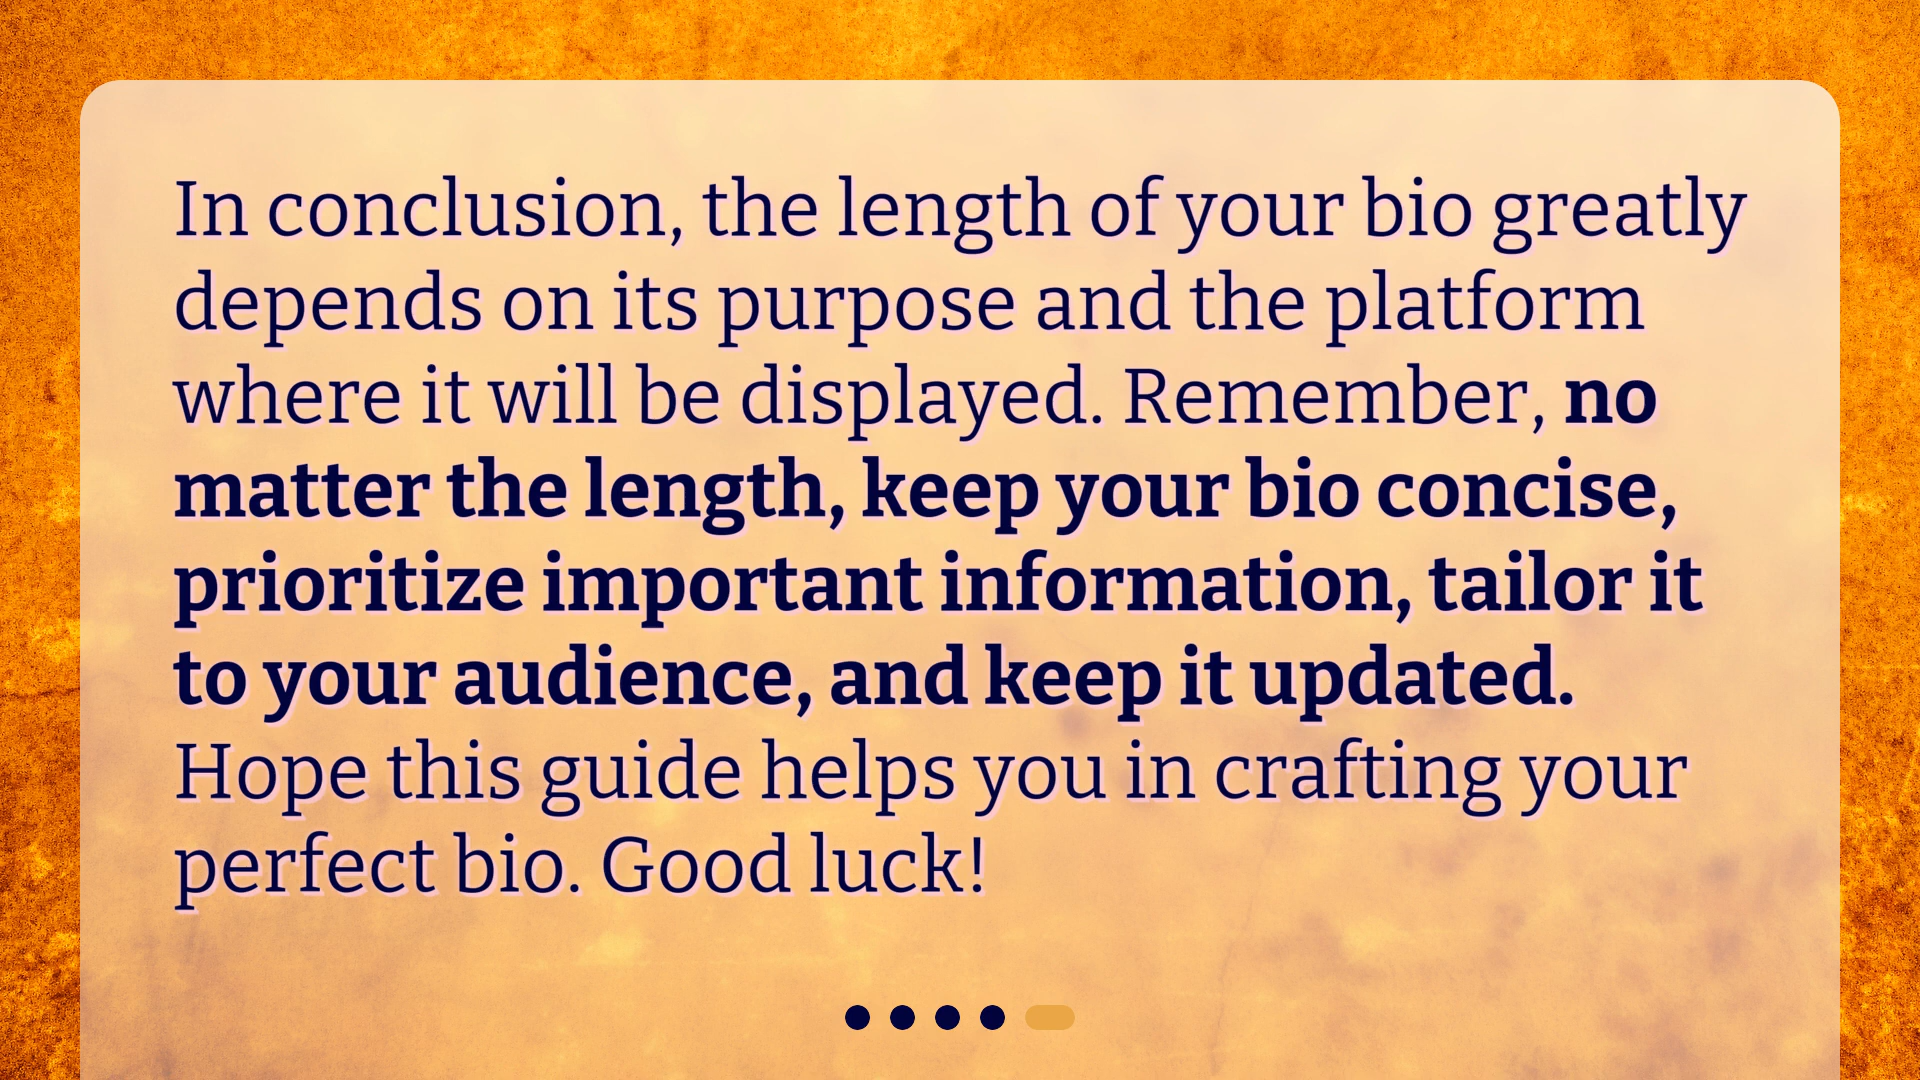 In conclusion, the length of your bio greatly
depends on its purpose and the platform
where it will be displayed. Remember, no
matter the length, keep your bio concise,
prioritize important information, tailor it
to your audience, and keep it updated.
Hope this guide helps you in crafting your
perfect bio. Good luck!